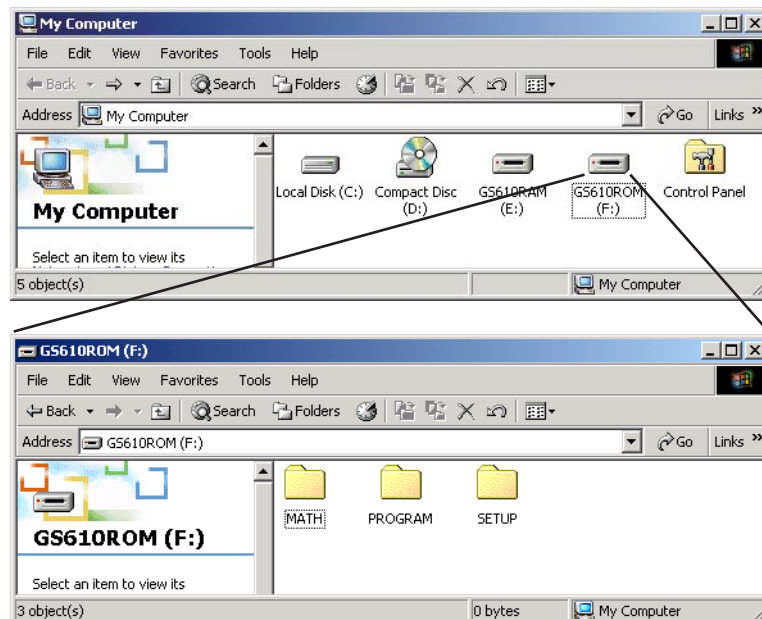 My Computer
File Edit View Favorites Tools Help
Back Search Folders
Address My Computer Go Links »
Local Disk (C:) Compact Disc (D:) GS610RAM (E:) GS610ROM (F:) Control Panel
My Computer
Select an item to view its
5 object(s) My Computer
GS610ROM (F:)
File Edit View Favorites Tools Help
Back Search Folders
Address GS610ROM (F:) Go Links »
MATH PROGRAM SETUP
GS610ROM (F:)
Select an item to view its
3 object(s) 0 bytes My Computer